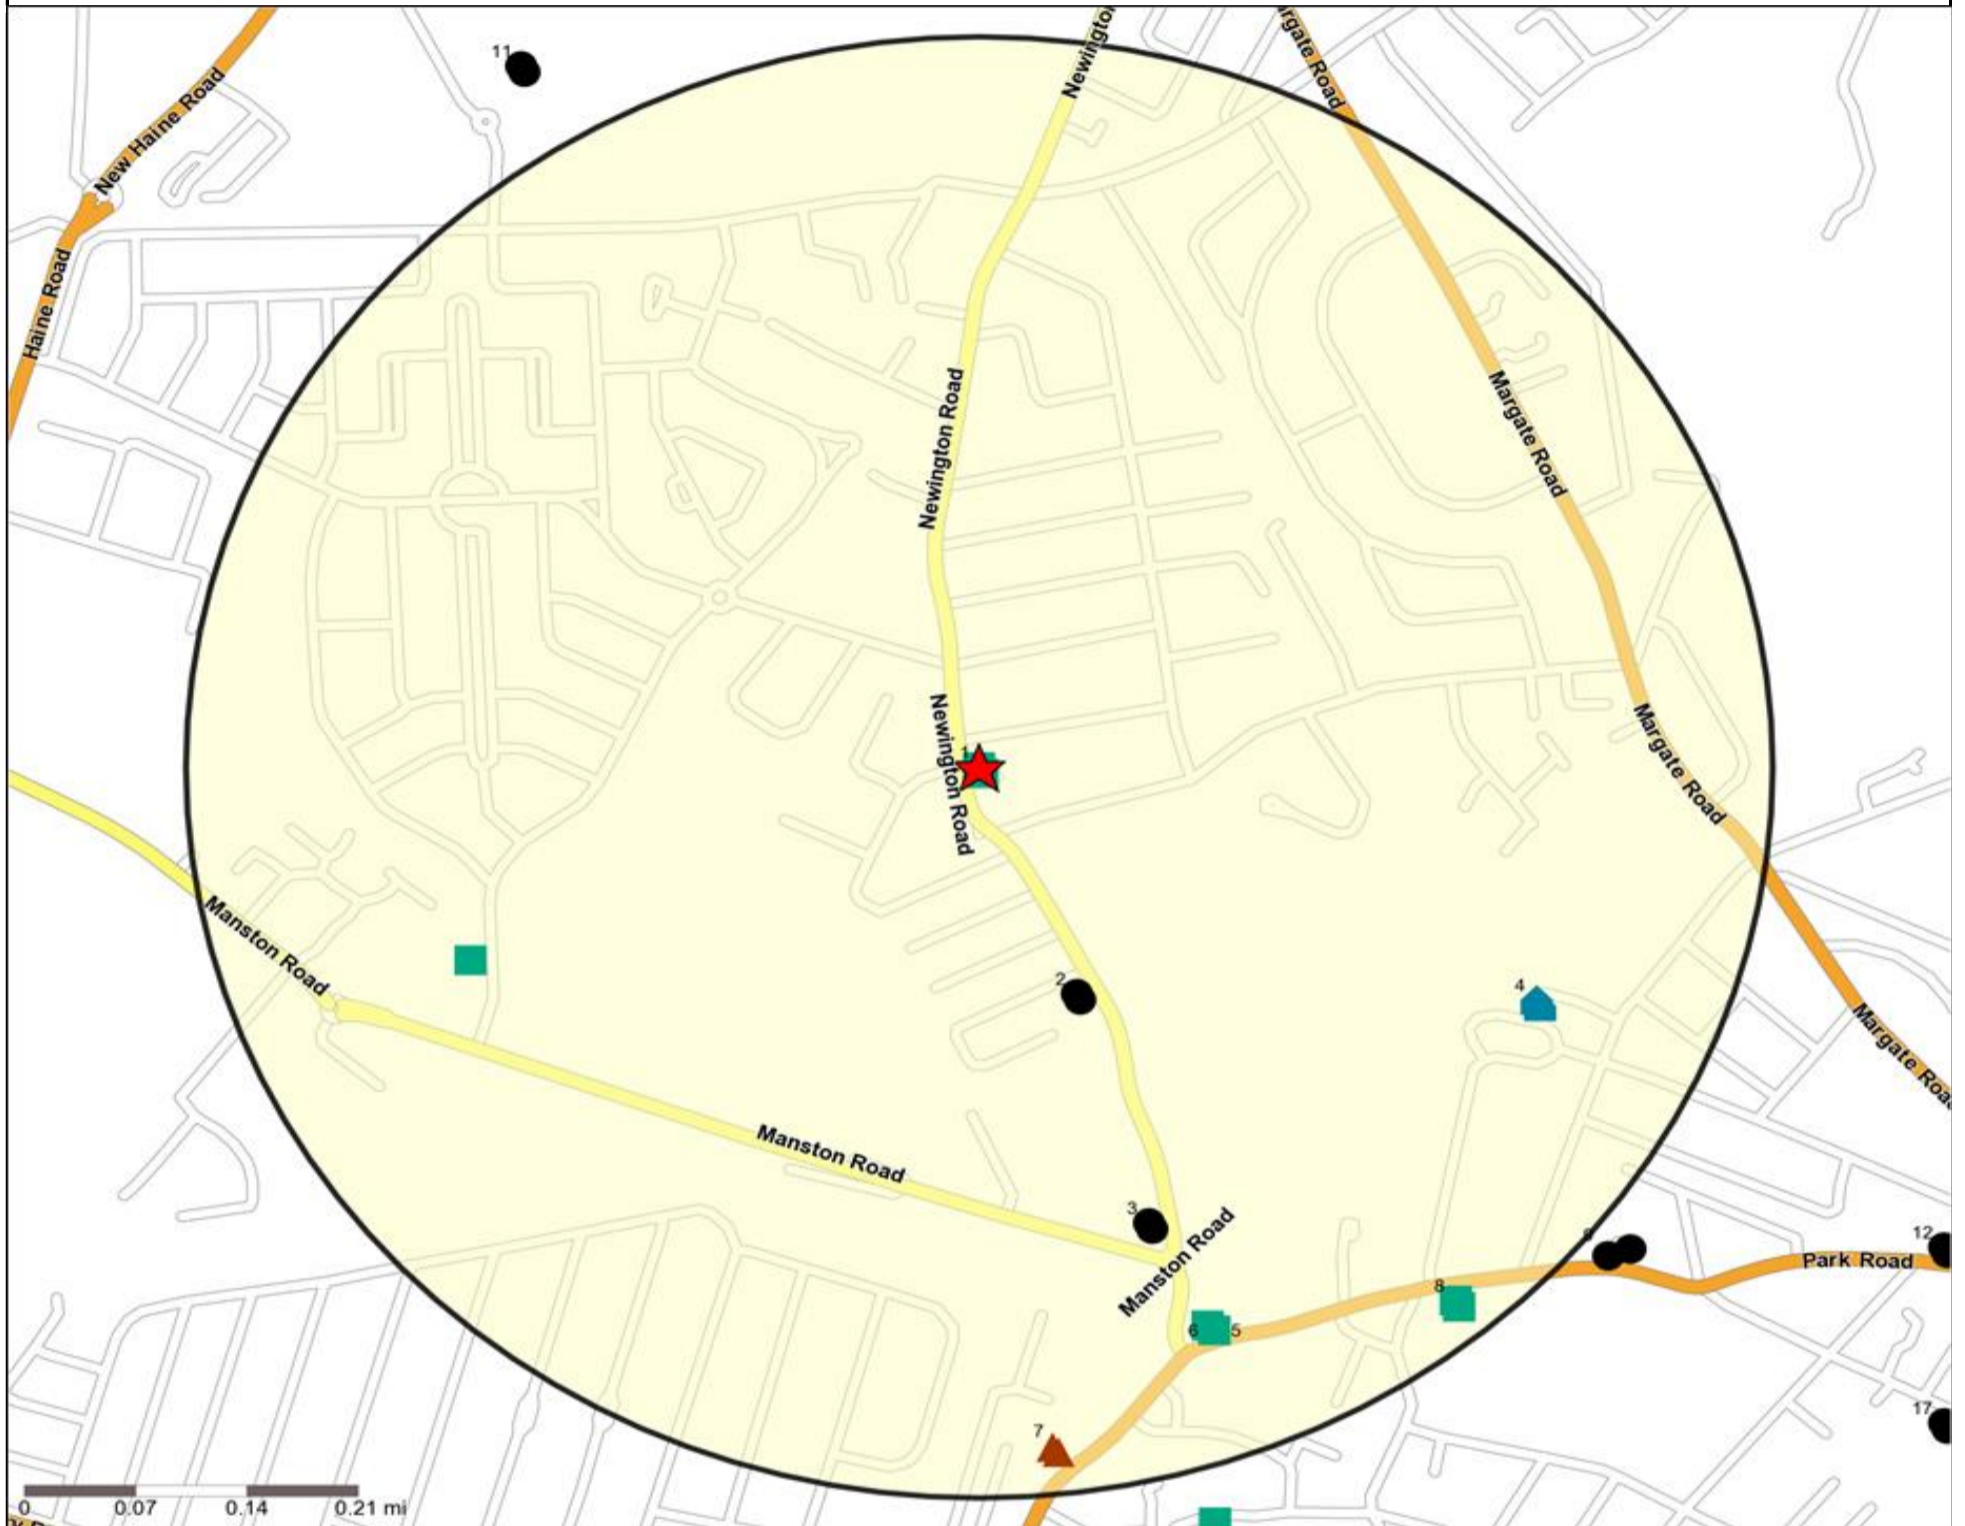 Newington
Margate Road
11
New Haine Road
Haine Road
Newington Road
Margate Road
Newington Road
1
Margate Road
Manston Road
2
4
Margate Road
Manston Road
3
Manston Road
9
12
Park Road
8
6
5
17
7
0
0.07
0.14
0.21 mi